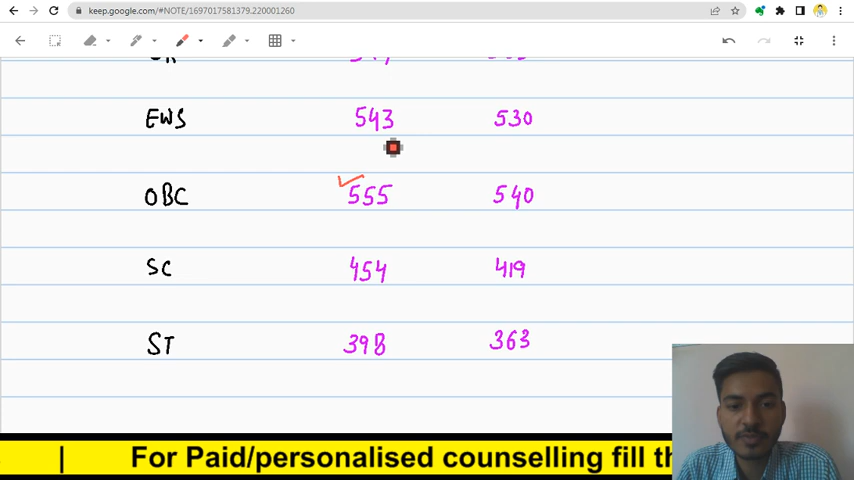 keep.google.com/#NOTE/1697017581379.220001260
EWS 543 530
OBC 555 540
SC 454 419
ST 398 363
| For Paid/personalised counselling fill th